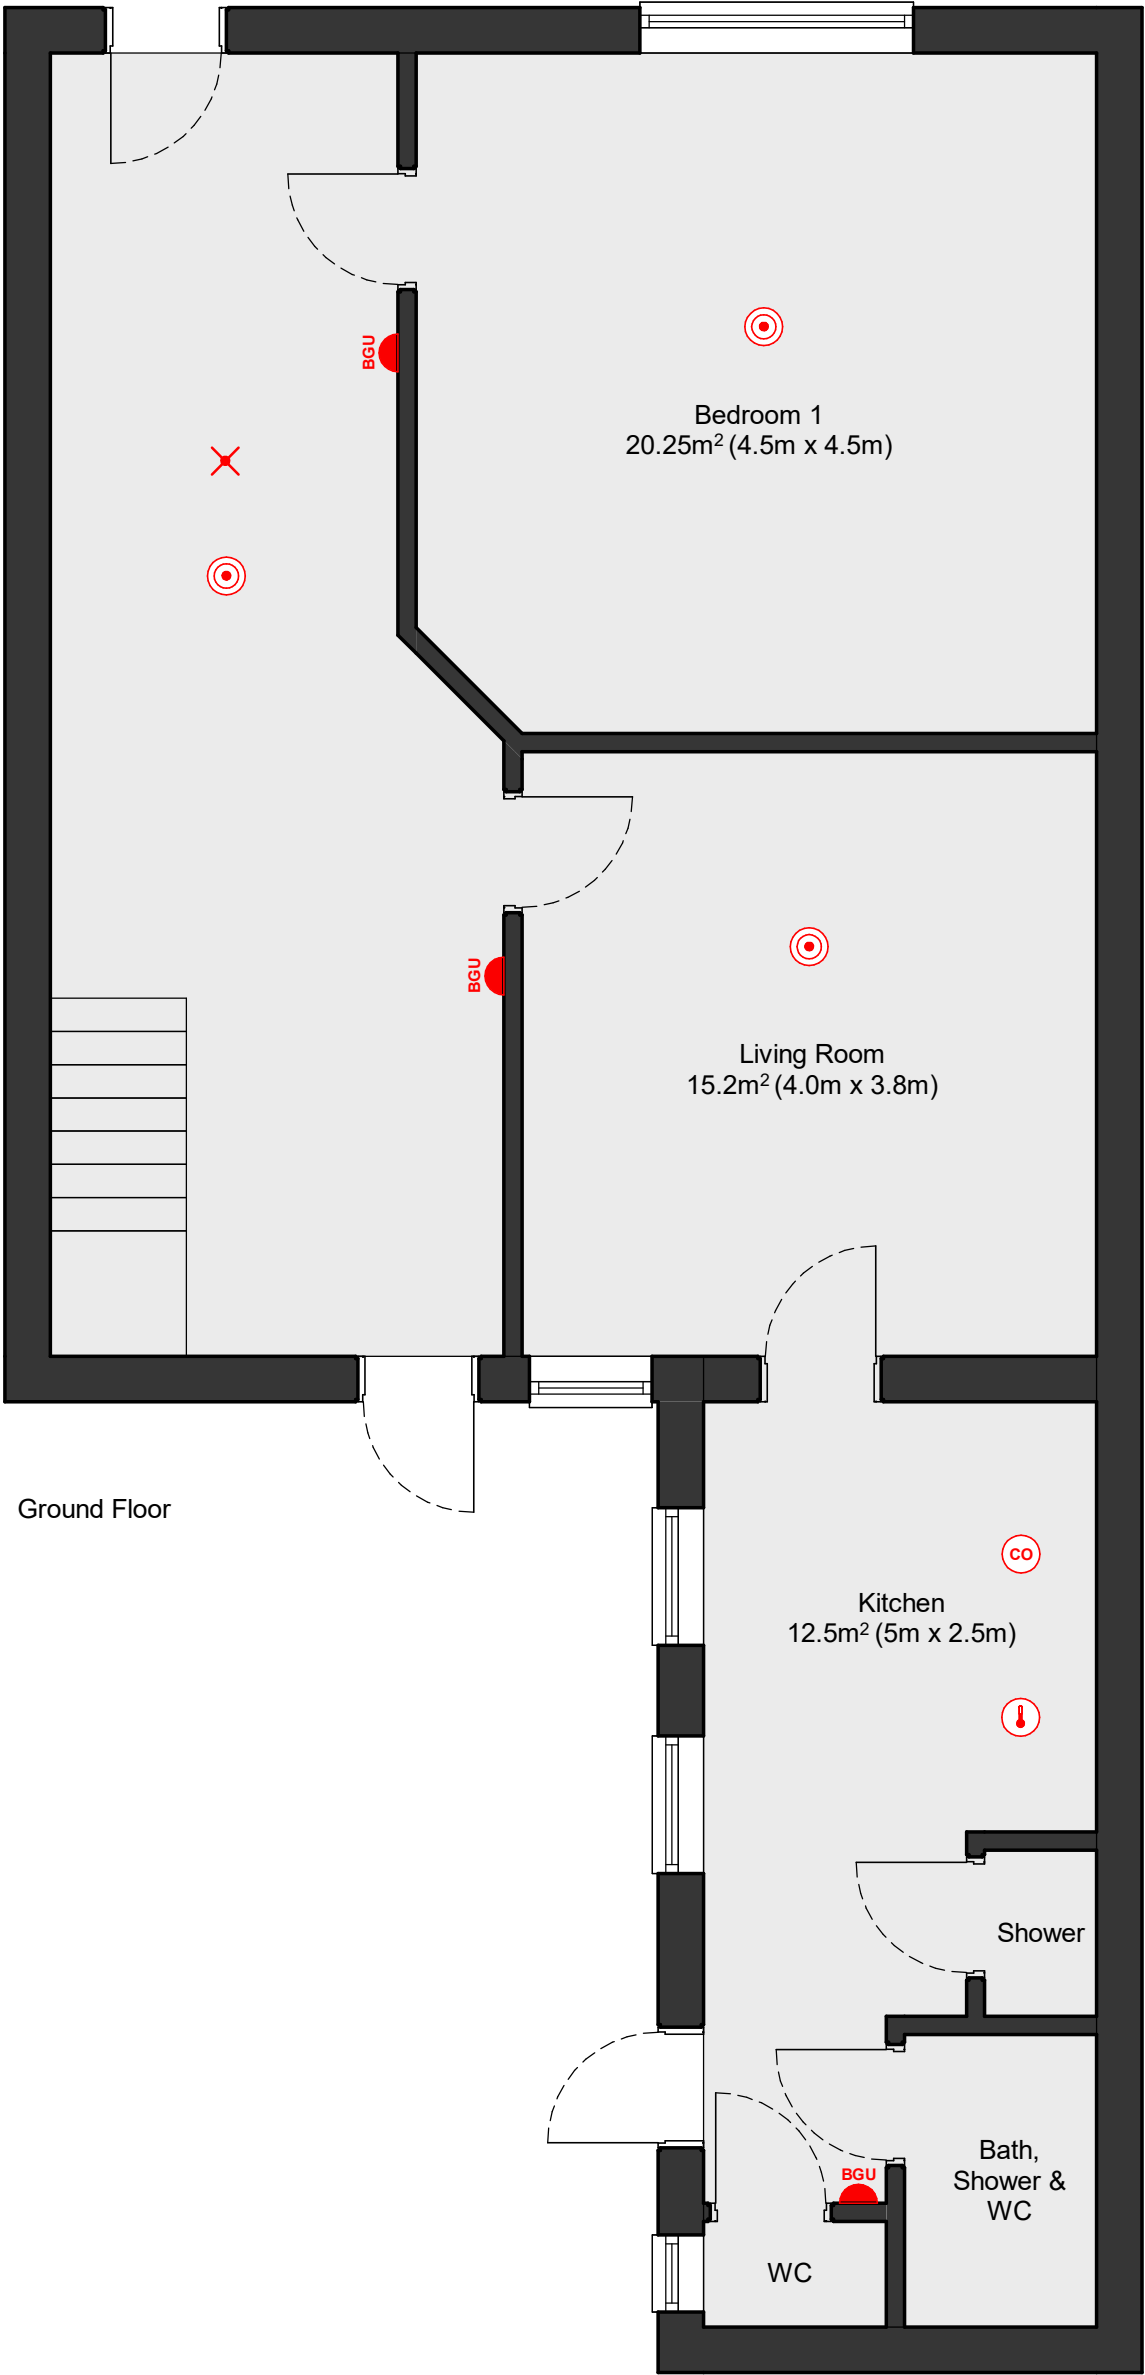 BGU
Bedroom 1
20.25m² (4.5m x 4.5m)
BGU
Living Room
15.2m² (4.0m x 3.8m)
Ground Floor
CO
Kitchen
12.5m² (5m x 2.5m)
Shower
Bath,
Shower &
WC
BGU
WC